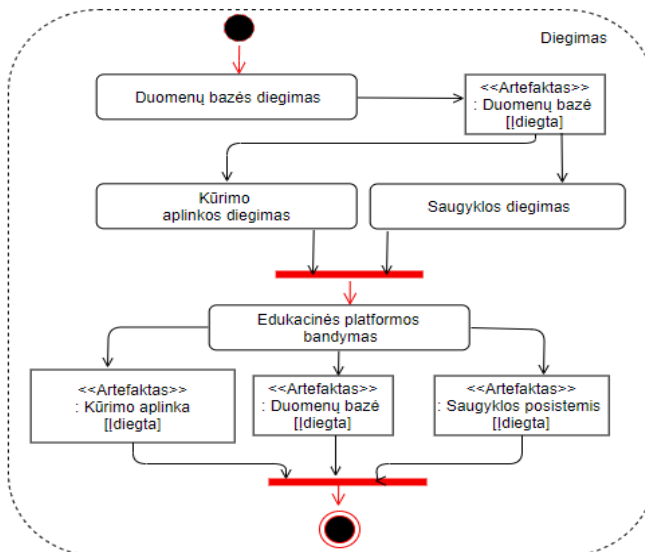 Diegimas
Duomenų bazės diegimas
<<Artefaktas>>
: Duomenų bazė
[Įdiegta]
Kūrimo
aplinkos diegimas
Saugyklos diegimas
Edukacinės platformos
bandymas
<<Artefaktas>>
: Kūrimo aplinka
[Įdiegta]
<<Artefaktas>>
: Duomenų bazė
[Įdiegta]
<<Artefaktas>>
: Saugyklos posistemis
[Įdiegta]